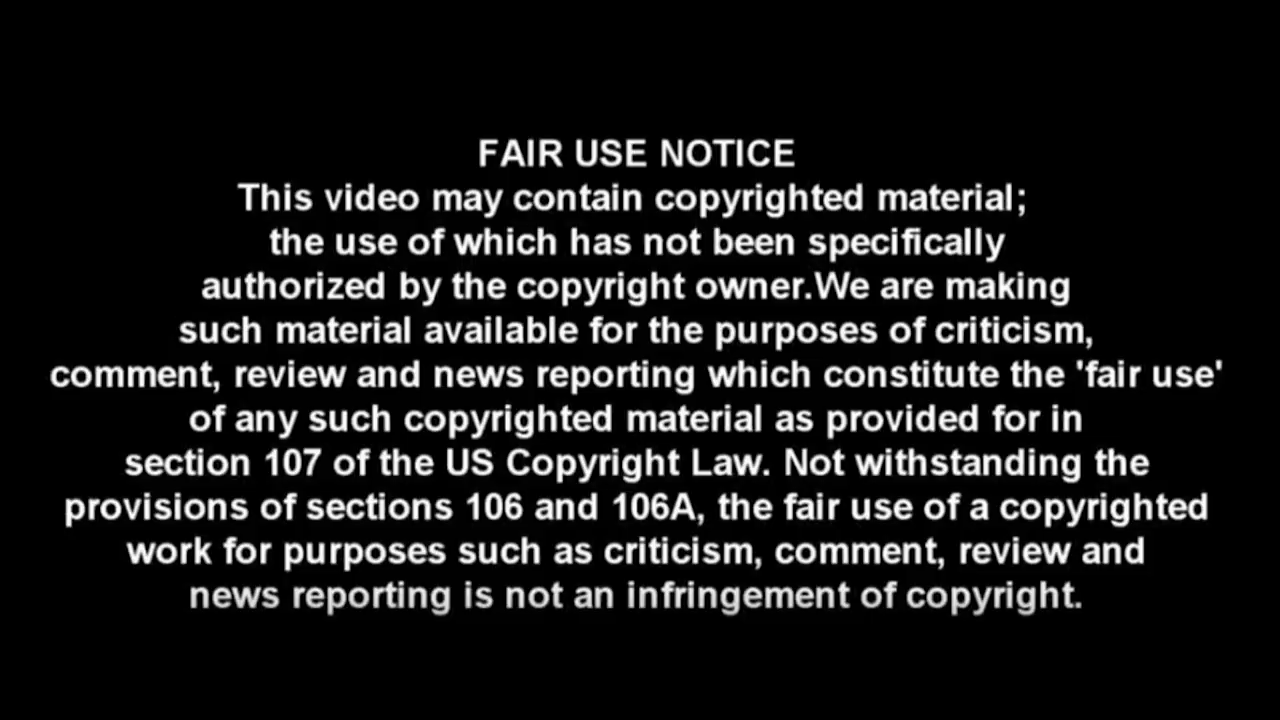 FAIR USE NOTICE
This video may contain copyrighted material;
the use of which has not been specifically
authorized by the copyright owner.We are making
such material available for the purposes of criticism,
comment, review and news reporting which constitute the 'fair use'
of any such copyrighted material as provided for in
section 107 of the US Copyright Law. Not withstanding the
provisions of sections 106 and 106A, the fair use of a copyrighted
work for purposes such as criticism, comment, review and
news reporting is not an infringement of copyright.